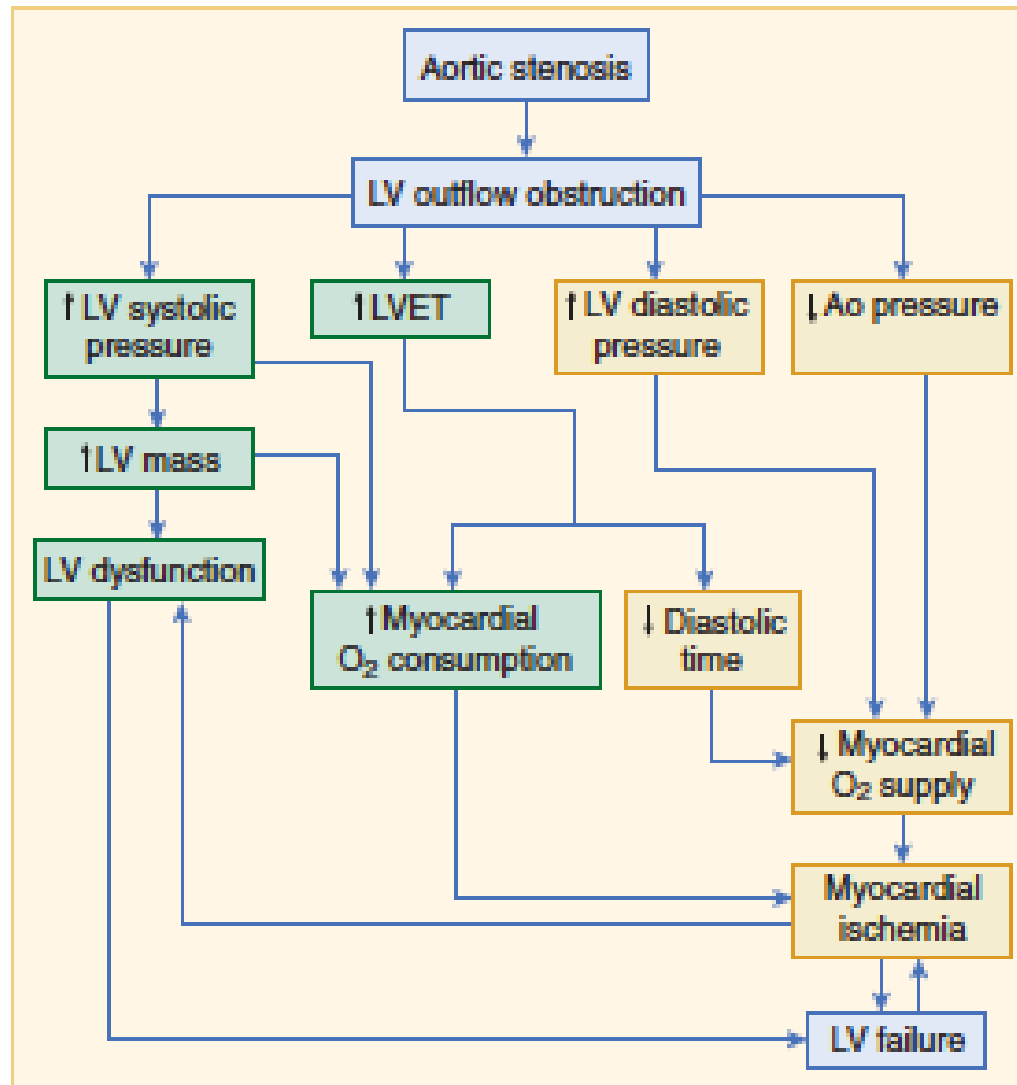 Aortic stenosis
LV outflow obstruction
↑LV systolic
pressure
↑LVET
↑LV diastolic
pressure
↓Ao pressure
↑LV mass
LV dysfunction
↑Myocardial
O₂ consumption
↓ Diastolic
time
↓ Myocardial
O₂ supply
Myocardial
ischemia
LV failure